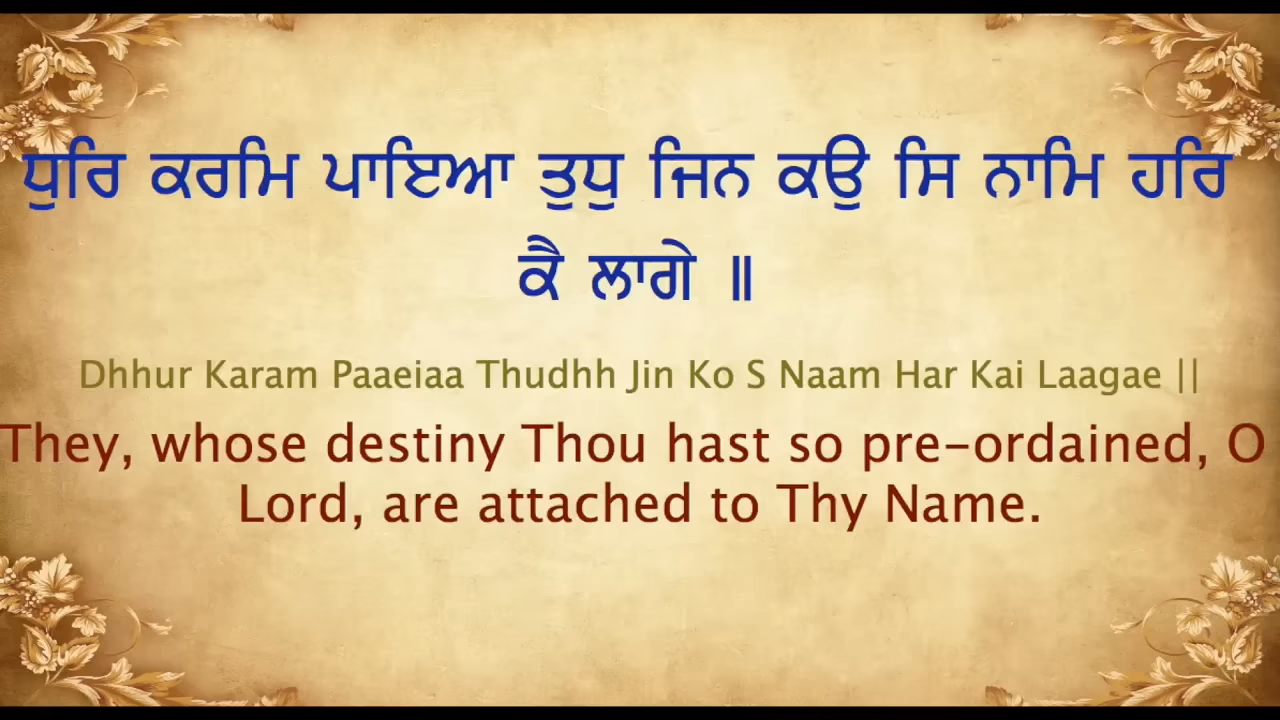 ਧੁਰਿ ਕਰਮਿ ਪਾਇਆ ਤੁਧੁ ਜਿਨ ਕਉ ਸਿ ਨਾਮਿ ਹਰਿ
ਕੈ ਲਾਗੇ ॥
Dhhur Karam Paaeiaa Thudhh Jin Ko S Naam Har Kai Laagae ||
They, whose destiny Thou hast so pre-ordained, O
Lord, are attached to Thy Name.